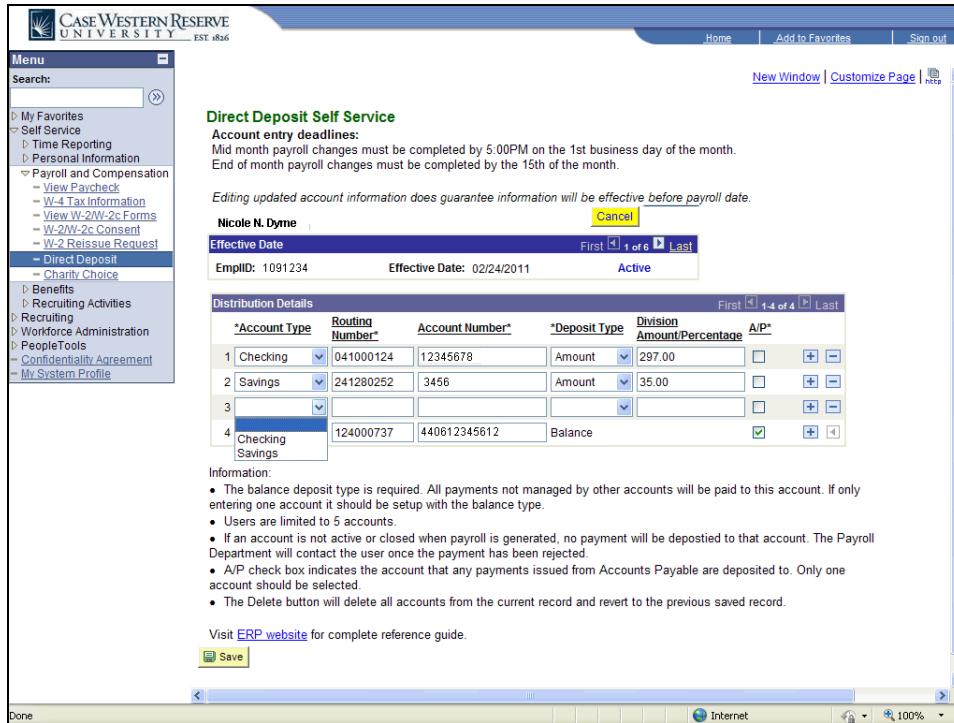 CASE WESTERN RESERVE
UNIVERSITY EST. 1826
Home Add to Favorites Sign out
Menu
Search:
My Favorites
Self Service
Time Reporting
Personal Information
Payroll and Compensation
View Paycheck
W-4 Tax Information
View W-2/W-2c Forms
W-2/W-2c Consent
W-2 Reissue Request
Direct Deposit
Charity Choice
Benefits
Recruiting Activities
Recruiting
Workforce Administration
PeopleTools
Confidentiality Agreement
My System Profile
New Window | Customize Page | http
Direct Deposit Self Service
Account entry deadlines:
Mid month payroll changes must be completed by 5:00PM on the 1st business day of the month.
End of month payroll changes must be completed by the 15th of the month.
Editing updated account information does guarantee information will be effective before payroll date.
Nicole N. Dyrne Cancel
Effective Date First 1 of 6 Last
EmplID: 1091234 Effective Date: 02/24/2011 Active
Distribution Details First 1-4 of 4 Last
*Account Type Routing Number* Account Number* *Deposit Type Division Amount/Percentage A/P*
1 Checking 041000124 12345678 Amount 297.00
2 Savings 241280252 3456 Amount 35.00
3
4 124000737 440612345612 Balance
Checking
Savings
Information:
• The balance deposit type is required. All payments not managed by other accounts will be paid to this account. If only
entering one account it should be setup with the balance type.
• Users are limited to 5 accounts.
• If an account is not active or closed when payroll is generated, no payment will be depostied to that account. The Payroll
Department will contact the user once the payment has been rejected.
• A/P check box indicates the account that any payments issued from Accounts Payable are deposited to. Only one
account should be selected.
• The Delete button will delete all accounts from the current record and revert to the previous saved record.
Visit ERP website for complete reference guide.
Save
Done Internet 100%